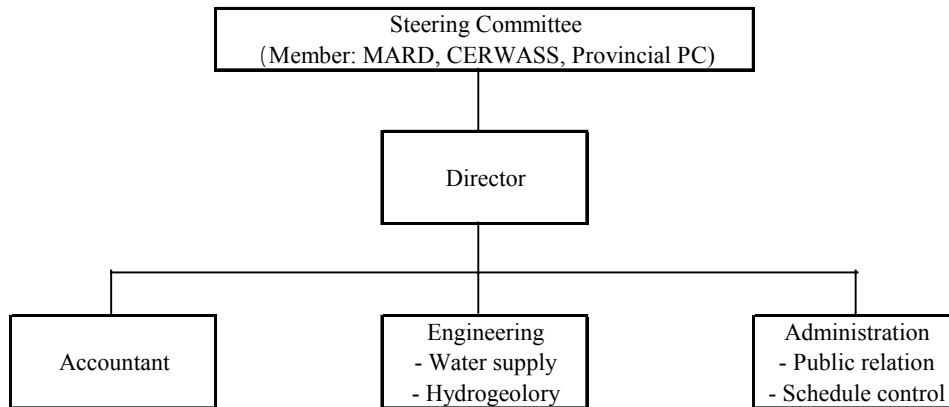 Steering Committee
(Member: MARD, CERWASS, Provincial PC)
Director
Accountant
Engineering
- Water supply
- Hydrogeolory
Administration
- Public relation
- Schedule control